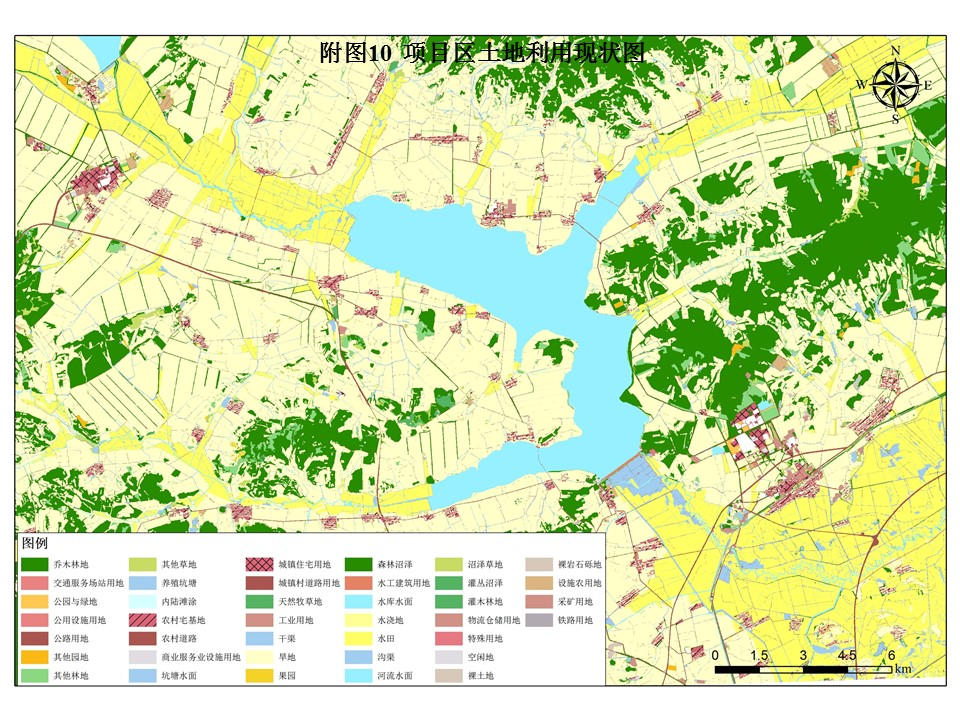 附图10 项目区土地利用现状图
N
W E
S
图例
乔木林地 其他草地 城镇住宅用地 森林沼泽 沼泽草地 裸岩石砾地
交通服务场站用地 养殖坑塘 城镇村道路用地 水工建筑用地 灌丛沼泽 设施农用地
公园与绿地 内陆滩涂 天然牧草地 水库水面 灌木林地 采矿用地
公用设施用地 农村宅基地 工业用地 水浇地 物流仓储用地 铁路用地
公路用地 农村道路 干渠 水田 特殊用地
其他园地 商业服务业设施用地 旱地 沟渠 空闲地
其他林地 坑塘水面 果园 河流水面 裸土地
0 1.5 3 4.5 6
km